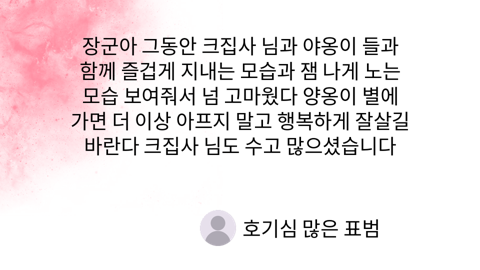 장군아 그동안 크집사 님과 야옹이 들과
함께 즐겁게 지내는 모습과 잼 나게 노는
모습 보여줘서 넘 고마웠다 양옹이 별에
가면 더 이상 아프지 말고 행복하게 잘살길
바란다 크집사 님도 수고 많으셨습니다
호기심 많은 표범